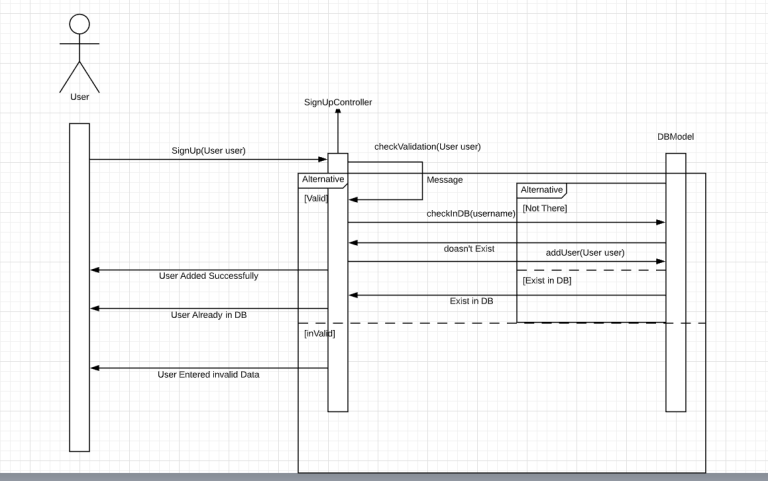 User
SignUpController
DBModel
SignUp(User user)
checkValidation(User user)
Alternative
Message
Alternative
[Valid]
[Not There]
checkInDB(username)
doasn't Exist
addUser(User user)
User Added Successfully
[Exist in DB]
Exist in DB
User Already in DB
[inValid]
User Entered invalid Data